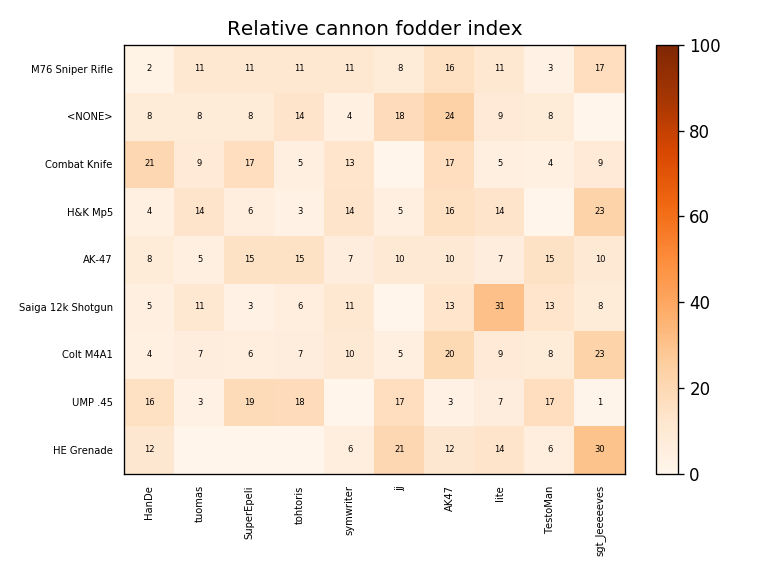 Relative cannon fodder index
M76 Sniper Rifle 2 11 11 11 11 8 16 11 3 17
<NONE> 8 8 8 14 4 18 24 9 8
Combat Knife 21 9 17 5 13 17 5 4 9
H&K Mp5 4 14 6 3 14 5 16 14 23
AK-47 8 5 15 15 7 10 10 7 15 10
Saiga 12k Shotgun 5 11 3 6 11 13 31 13 8
Colt M4A1 4 7 6 7 10 5 20 9 8 23
UMP .45 16 3 19 18 17 3 7 17 1
HE Grenade 12 6 21 12 14 6 30
HanDe tuomas SuperEpeli tohtoris symwriter jj AK47 lite TestoMan sgt_Jeeeeeves
100
80
60
40
20
0